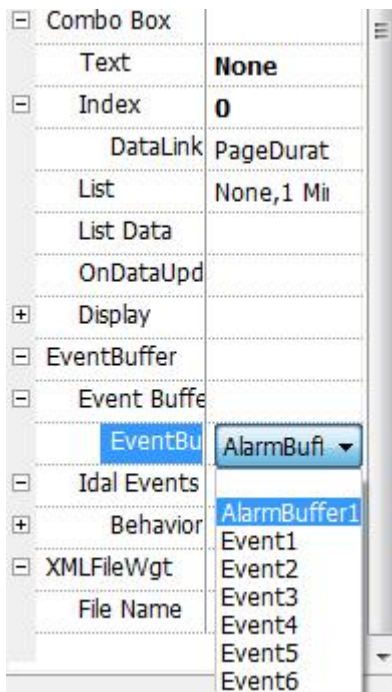 Combo Box
Text None
Index 0
DataLink PageDurat
List None,1 Mi
List Data
OnDataUpd
Display
EventBuffer
Event Buffe
EventBu AlarmBuf
Idal Events
AlarmBuffer1
Behavior
Event1
Event2
XMLFileWgt
Event3
File Name
Event4
Event5
Event6